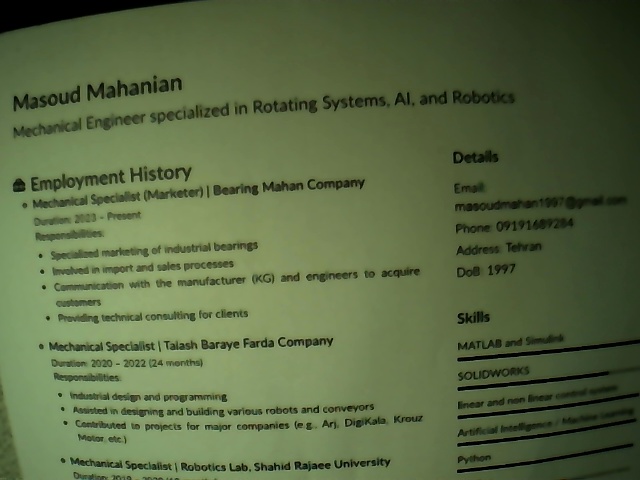 Masoud Mahanian
Mechanical Engineer specialized in Rotating Systems, AI, and Robotics
Employment History
Mechanical Specialist (Marketer) | Bearing Mahan Company
Duration: 2023 - Present
Responsibilities:
Specialized marketing of industrial bearings
Involved in import and sales processes
Communication with the manufacturer (KG) and engineers to acquire
customers
Providing technical consulting for clients
Mechanical Specialist | Talash Baraye Farda Company
Duration: 2020 - 2022 (24 months)
Responsibilities:
Industrial design and programming
Assisted in designing and building various robots and conveyors
Contributed to projects for major companies (e.g., Arj, DigiKala, Krouz
Motor, etc.)
Mechanical Specialist | Robotics Lab, Shahid Rajaee University
Duration: 2019 - 2020
Details
Email:
masoudmahan1997@gmail.com
Phone: 09191689284
Address: Tehran
DoB: 1997
Skills
MATLAB and Simulink
SOLIDWORKS
linear and non linear control system
Artificial Intelligence / Machine Learning
Python